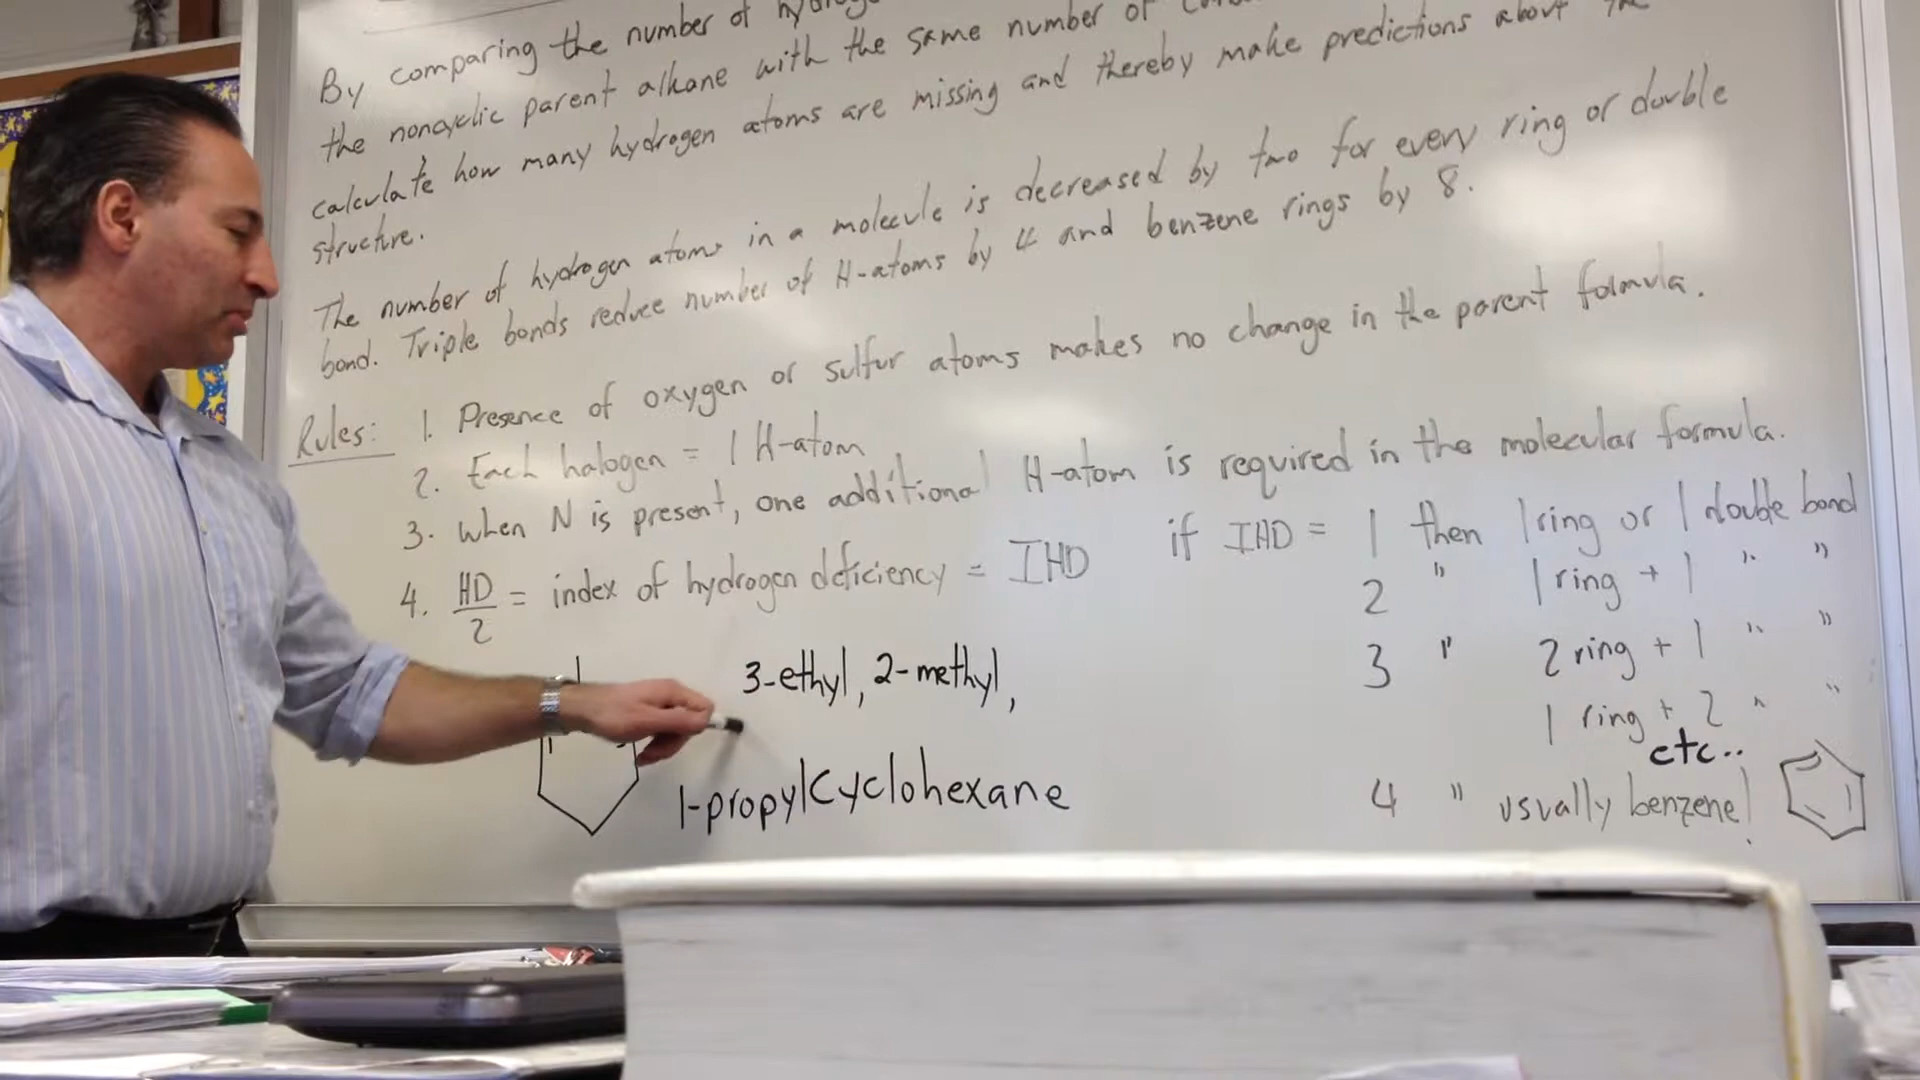 By comparing the number of
the noncyclic parent alkane with the same number of
calculate how many hydrogen atoms are missing and thereby make predictions about the
structure.
The number of hydrogen atoms in a molecule is decreased by two for every ring or double
bond. Triple bonds reduce number of H-atoms by 4 and benzene rings by 8.
Rules: 1. Presence of oxygen or sulfur atoms makes no change in the parent formula.
2. Each halogen = 1 H-atom
3. When N is present, one additional H-atom is required in the molecular formula.
4. HD/2 = index of hydrogen deficiency = IHD if IHD = 1 then 1 ring or 1 double bond
2 " 1 ring + 1 " "
3 " 2 ring + 1 " "
1 ring + 2 " "
etc..
4 " usually benzene!
3-ethyl, 2-methyl,
1-propylcyclohexane